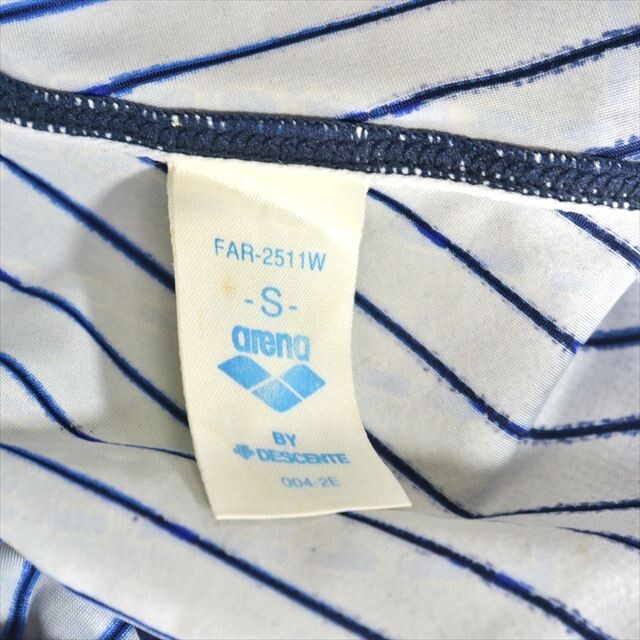 FAR-2511W
-S-
arena
BY
DESCENTE
004-2E